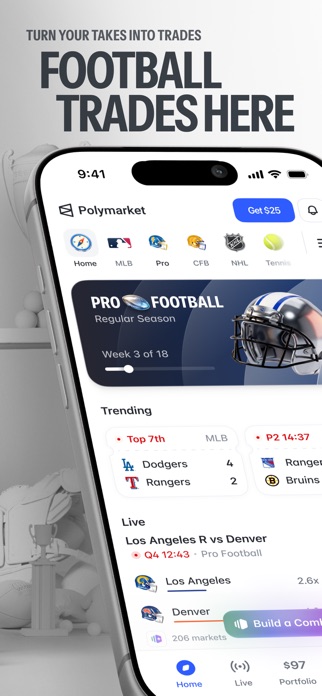 TURN YOUR TAKES INTO TRADES
FOOTBALL
TRADES HERE
9:41
Polymarket
Get $25
Home
MLB
Pro
CFB
NHL
Tennis
PRO FOOTBALL
Regular Season
Week 3 of 18
Trending
Top 7th
MLB
P2 14:37
Dodgers 4
Rangers 2
Ranger
Bruins
Live
Los Angeles R vs Denver
Q4 12:43 · Pro Football
Los Angeles 2.6x
Denver
Build a Com
206 markets
Home
Live
$97
Portfolio